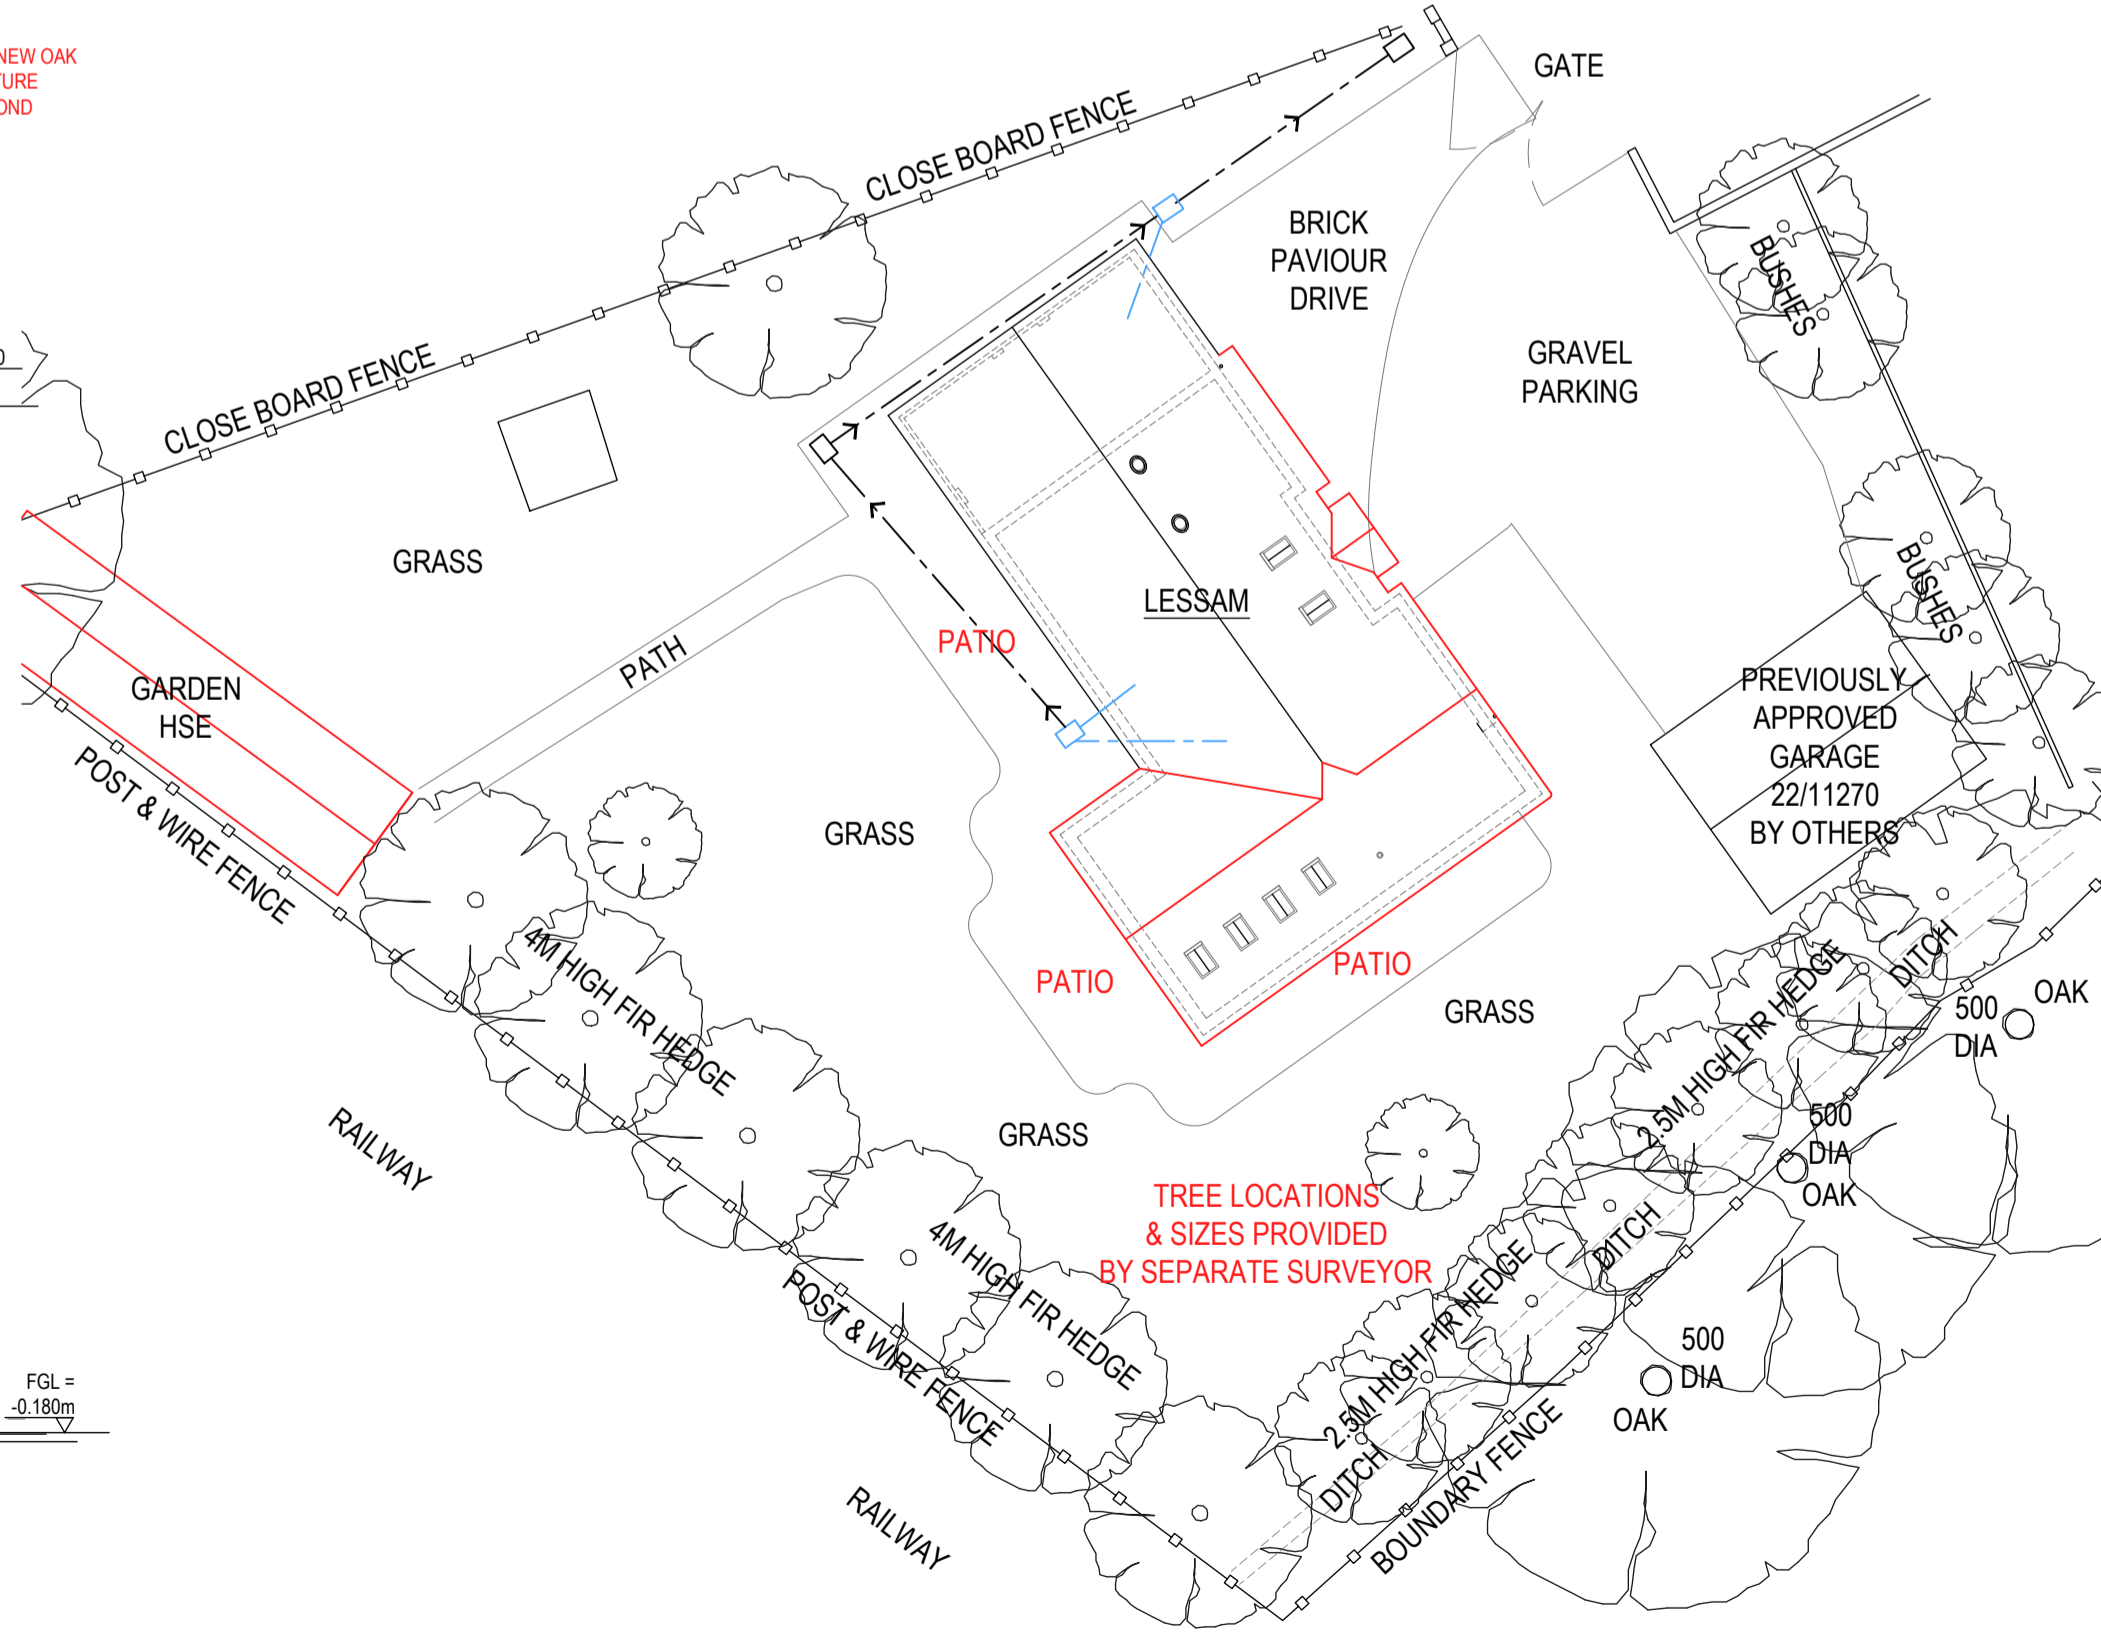 NEW OAK
GATE
CLOSE BOARD FENCE
BRICK
PAVIOUR
DRIVE
BUSHES
GRAVEL
PARKING
CLOSE BOARD FENCE
GRASS
BUSHES
LESSAM
PATIO
PATH
GARDEN
HSE
PREVIOUSLY
APPROVED
GARAGE
22/11270
BY OTHERS
POST & WIRE FENCE
GRASS
4M HIGH FIR HEDGE
PATIO
PATIO
GRASS
2.5M HIGH FIR HEDGE
DITCH
500
DIA
OAK
500
DIA
OAK
RAILWAY
GRASS
TREE LOCATIONS
& SIZES PROVIDED
BY SEPARATE SURVEYOR
4M HIGH FIR HEDGE
POST & WIRE FENCE
2.5M HIGH FIR HEDGE
DITCH
500
DIA
OAK
FGL =
-0.180m
DITCH
BOUNDARY FENCE
RAILWAY